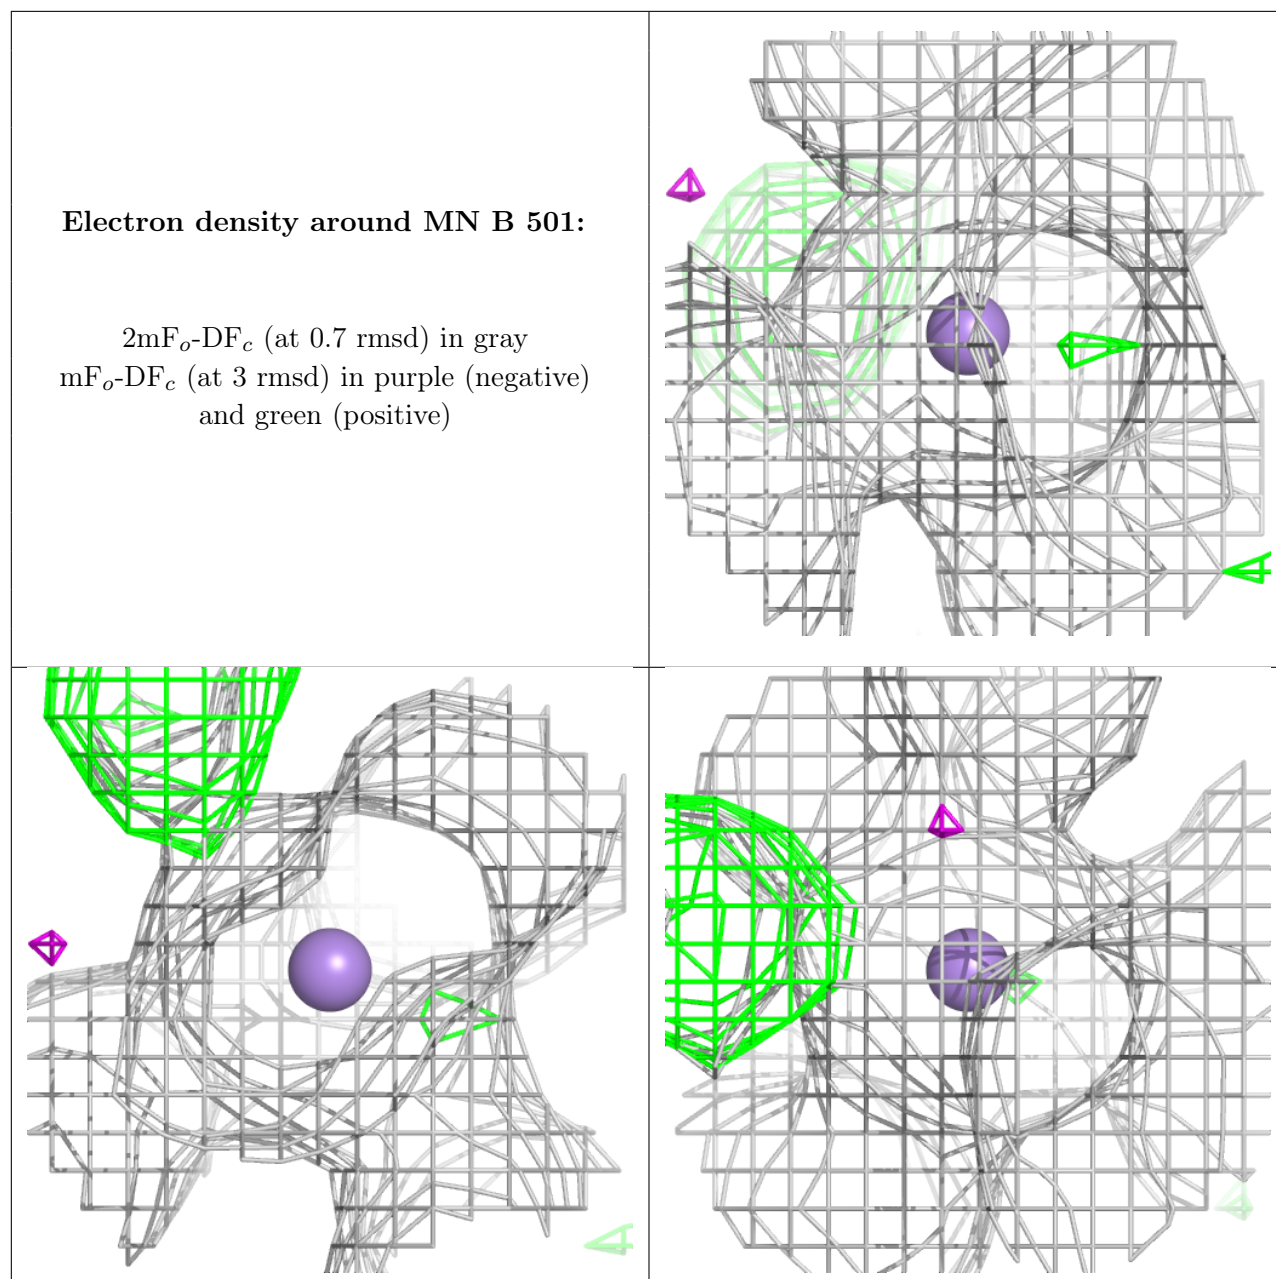 Electron density around MN B 501:
2mFo-DFc (at 0.7 rmsd) in gray
mFo-DFc (at 3 rmsd) in purple (negative)
and green (positive)